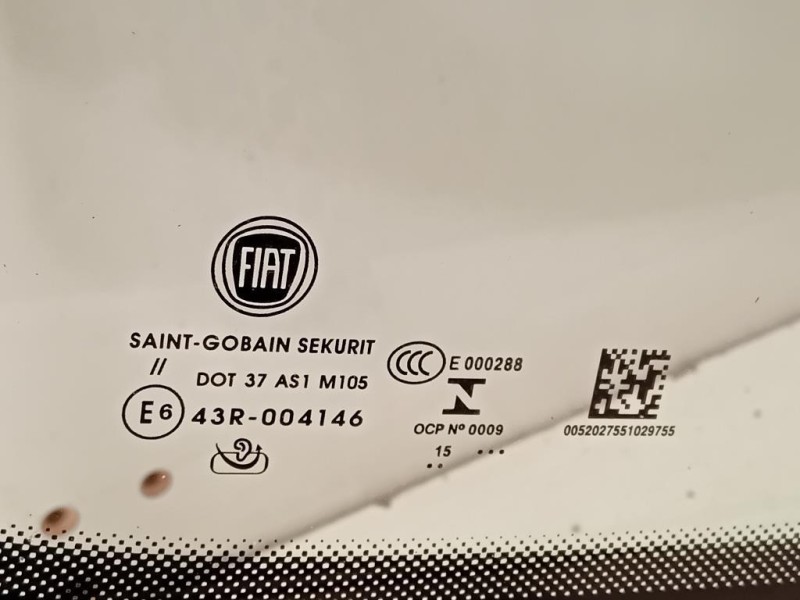 FIAT
SAINT-GOBAIN SEKURIT
//
DOT 37 AS1 M105
E6 43R-004146
CCC E 000288
N
OCP Nº 0009
15 ...
..
0052027551029755